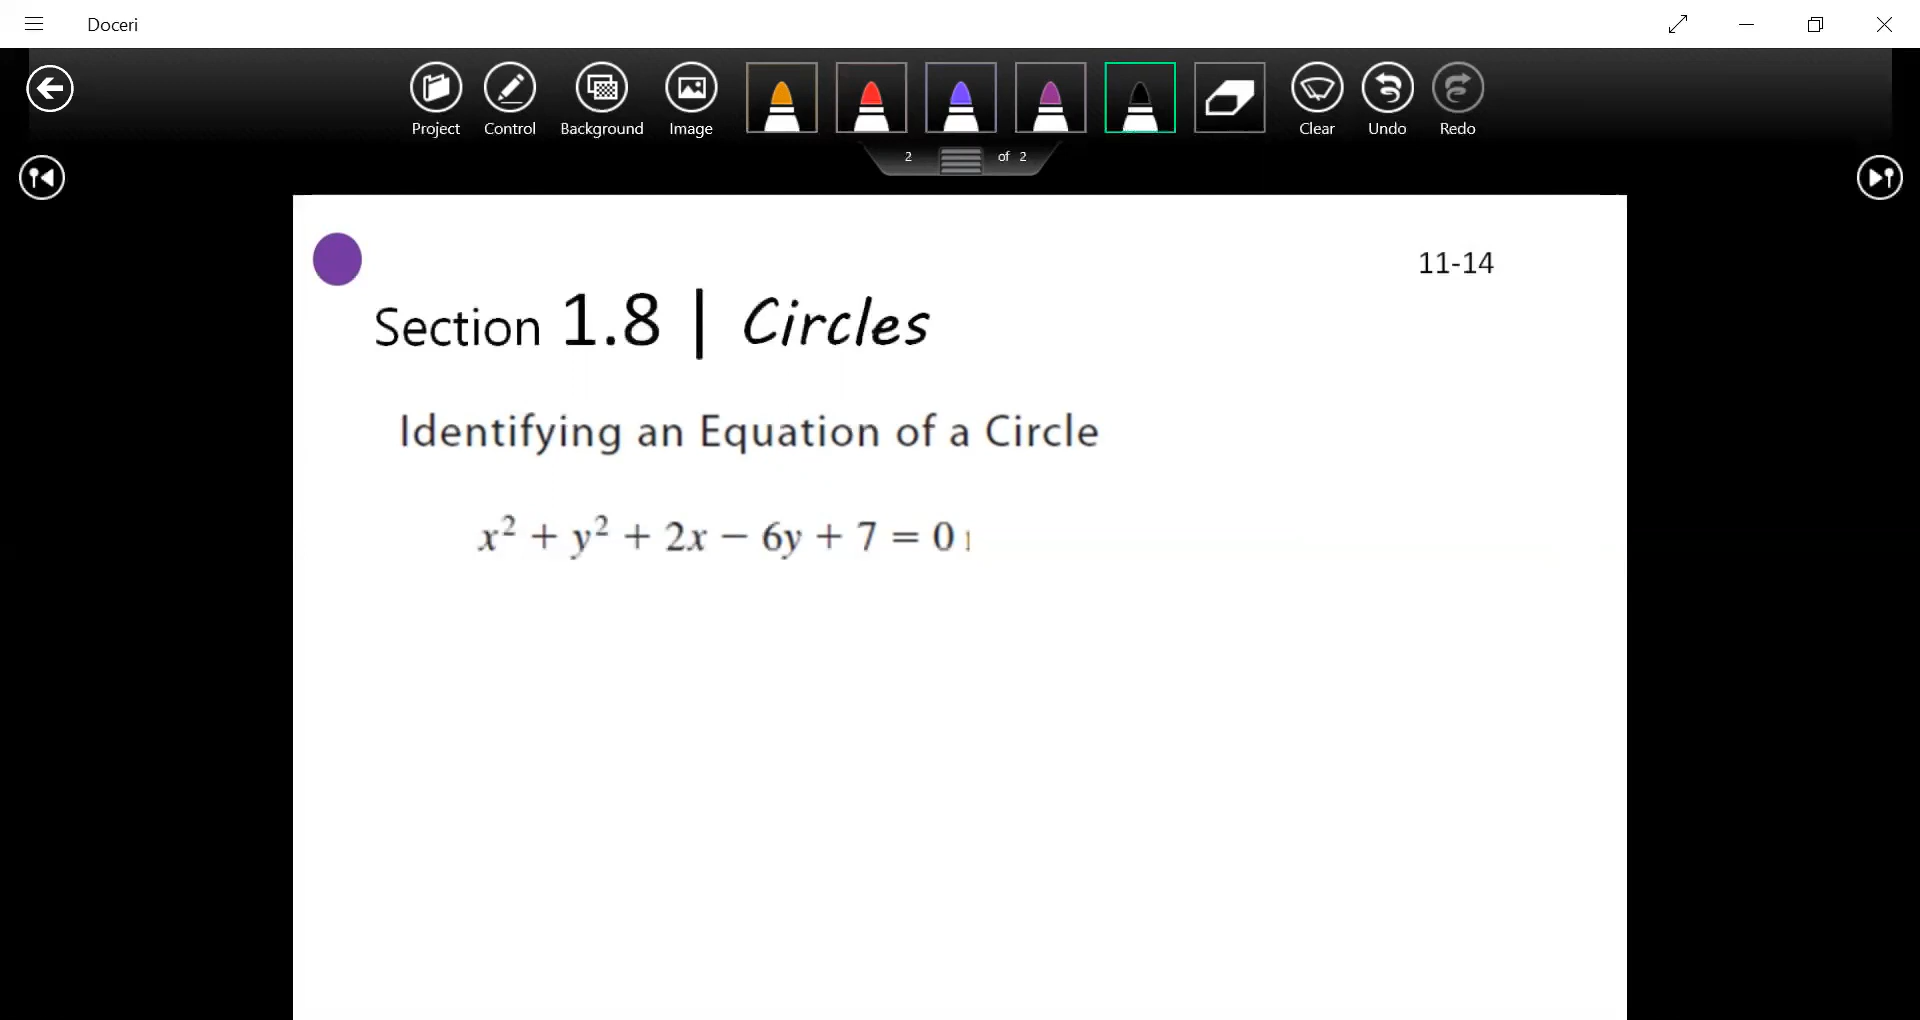 Doceri
Project Control Background Image Clear Undo Redo
2 of 2
11-14
Section 1.8 | Circles
Identifying an Equation of a Circle
x² + y² + 2x − 6y + 7 = 0